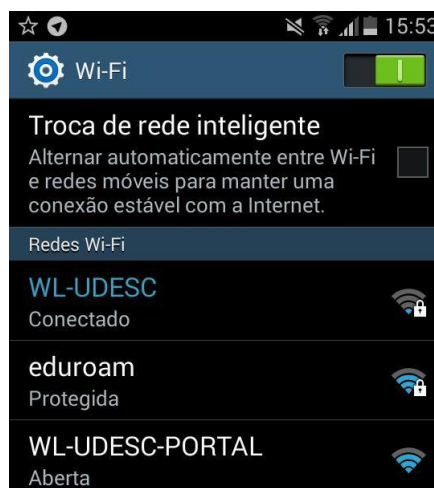 15:53
Wi-Fi
Troca de rede inteligente
Alternar automaticamente entre Wi-Fi
e redes móveis para manter uma
conexão estável com a Internet.
Redes Wi-Fi
WL-UDESC
Conectado
eduroam
Protegida
WL-UDESC-PORTAL
Aberta